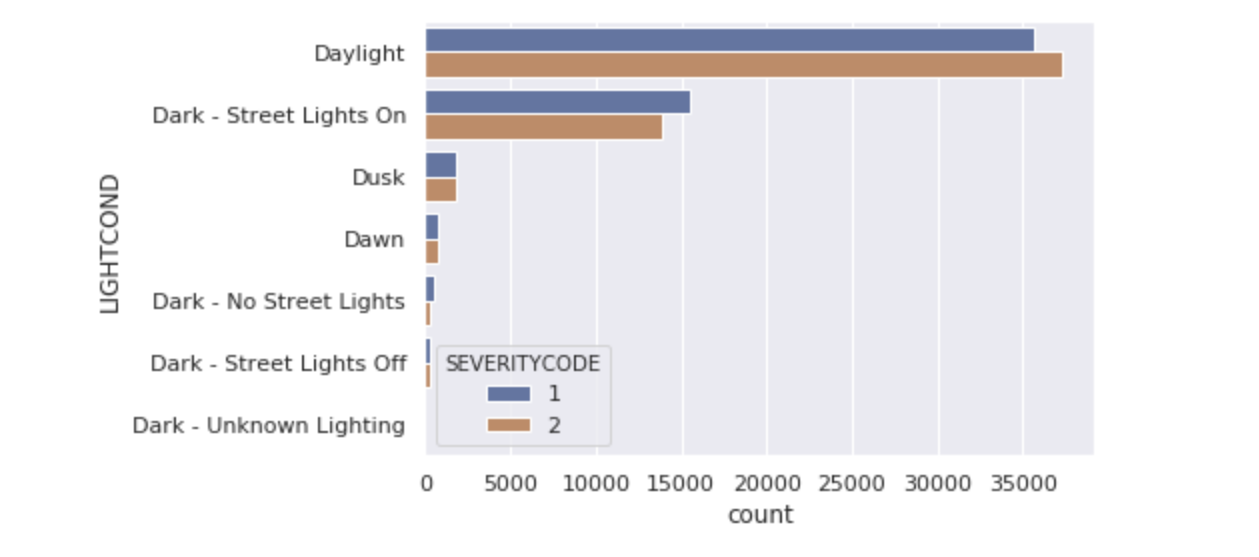 LIGHTCOND
Daylight
Dark - Street Lights On
Dusk
Dawn
Dark - No Street Lights
Dark - Street Lights Off
Dark - Unknown Lighting
SEVERITYCODE
1
2
0 5000 10000 15000 20000 25000 30000 35000
count